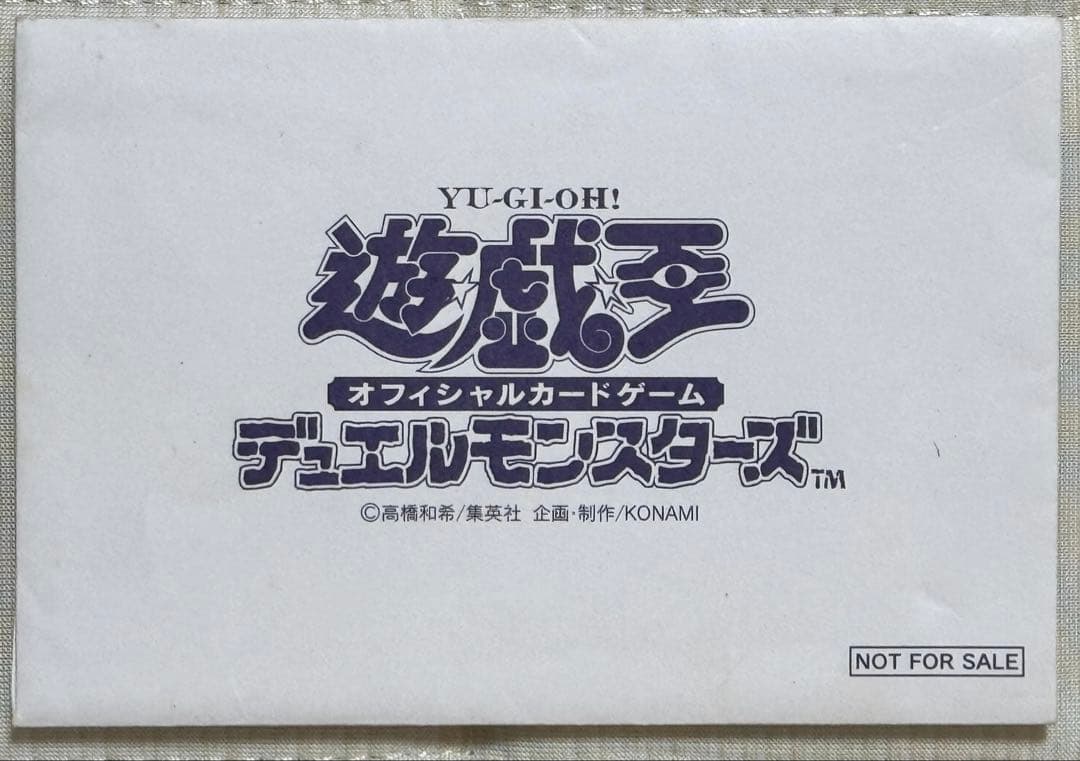 YU-GI-OH!
遊戯王
オフィシャルカードゲーム
デュエルモンスターズ™
©高橋和希/集英社 企画・制作/KONAMI
NOT FOR SALE